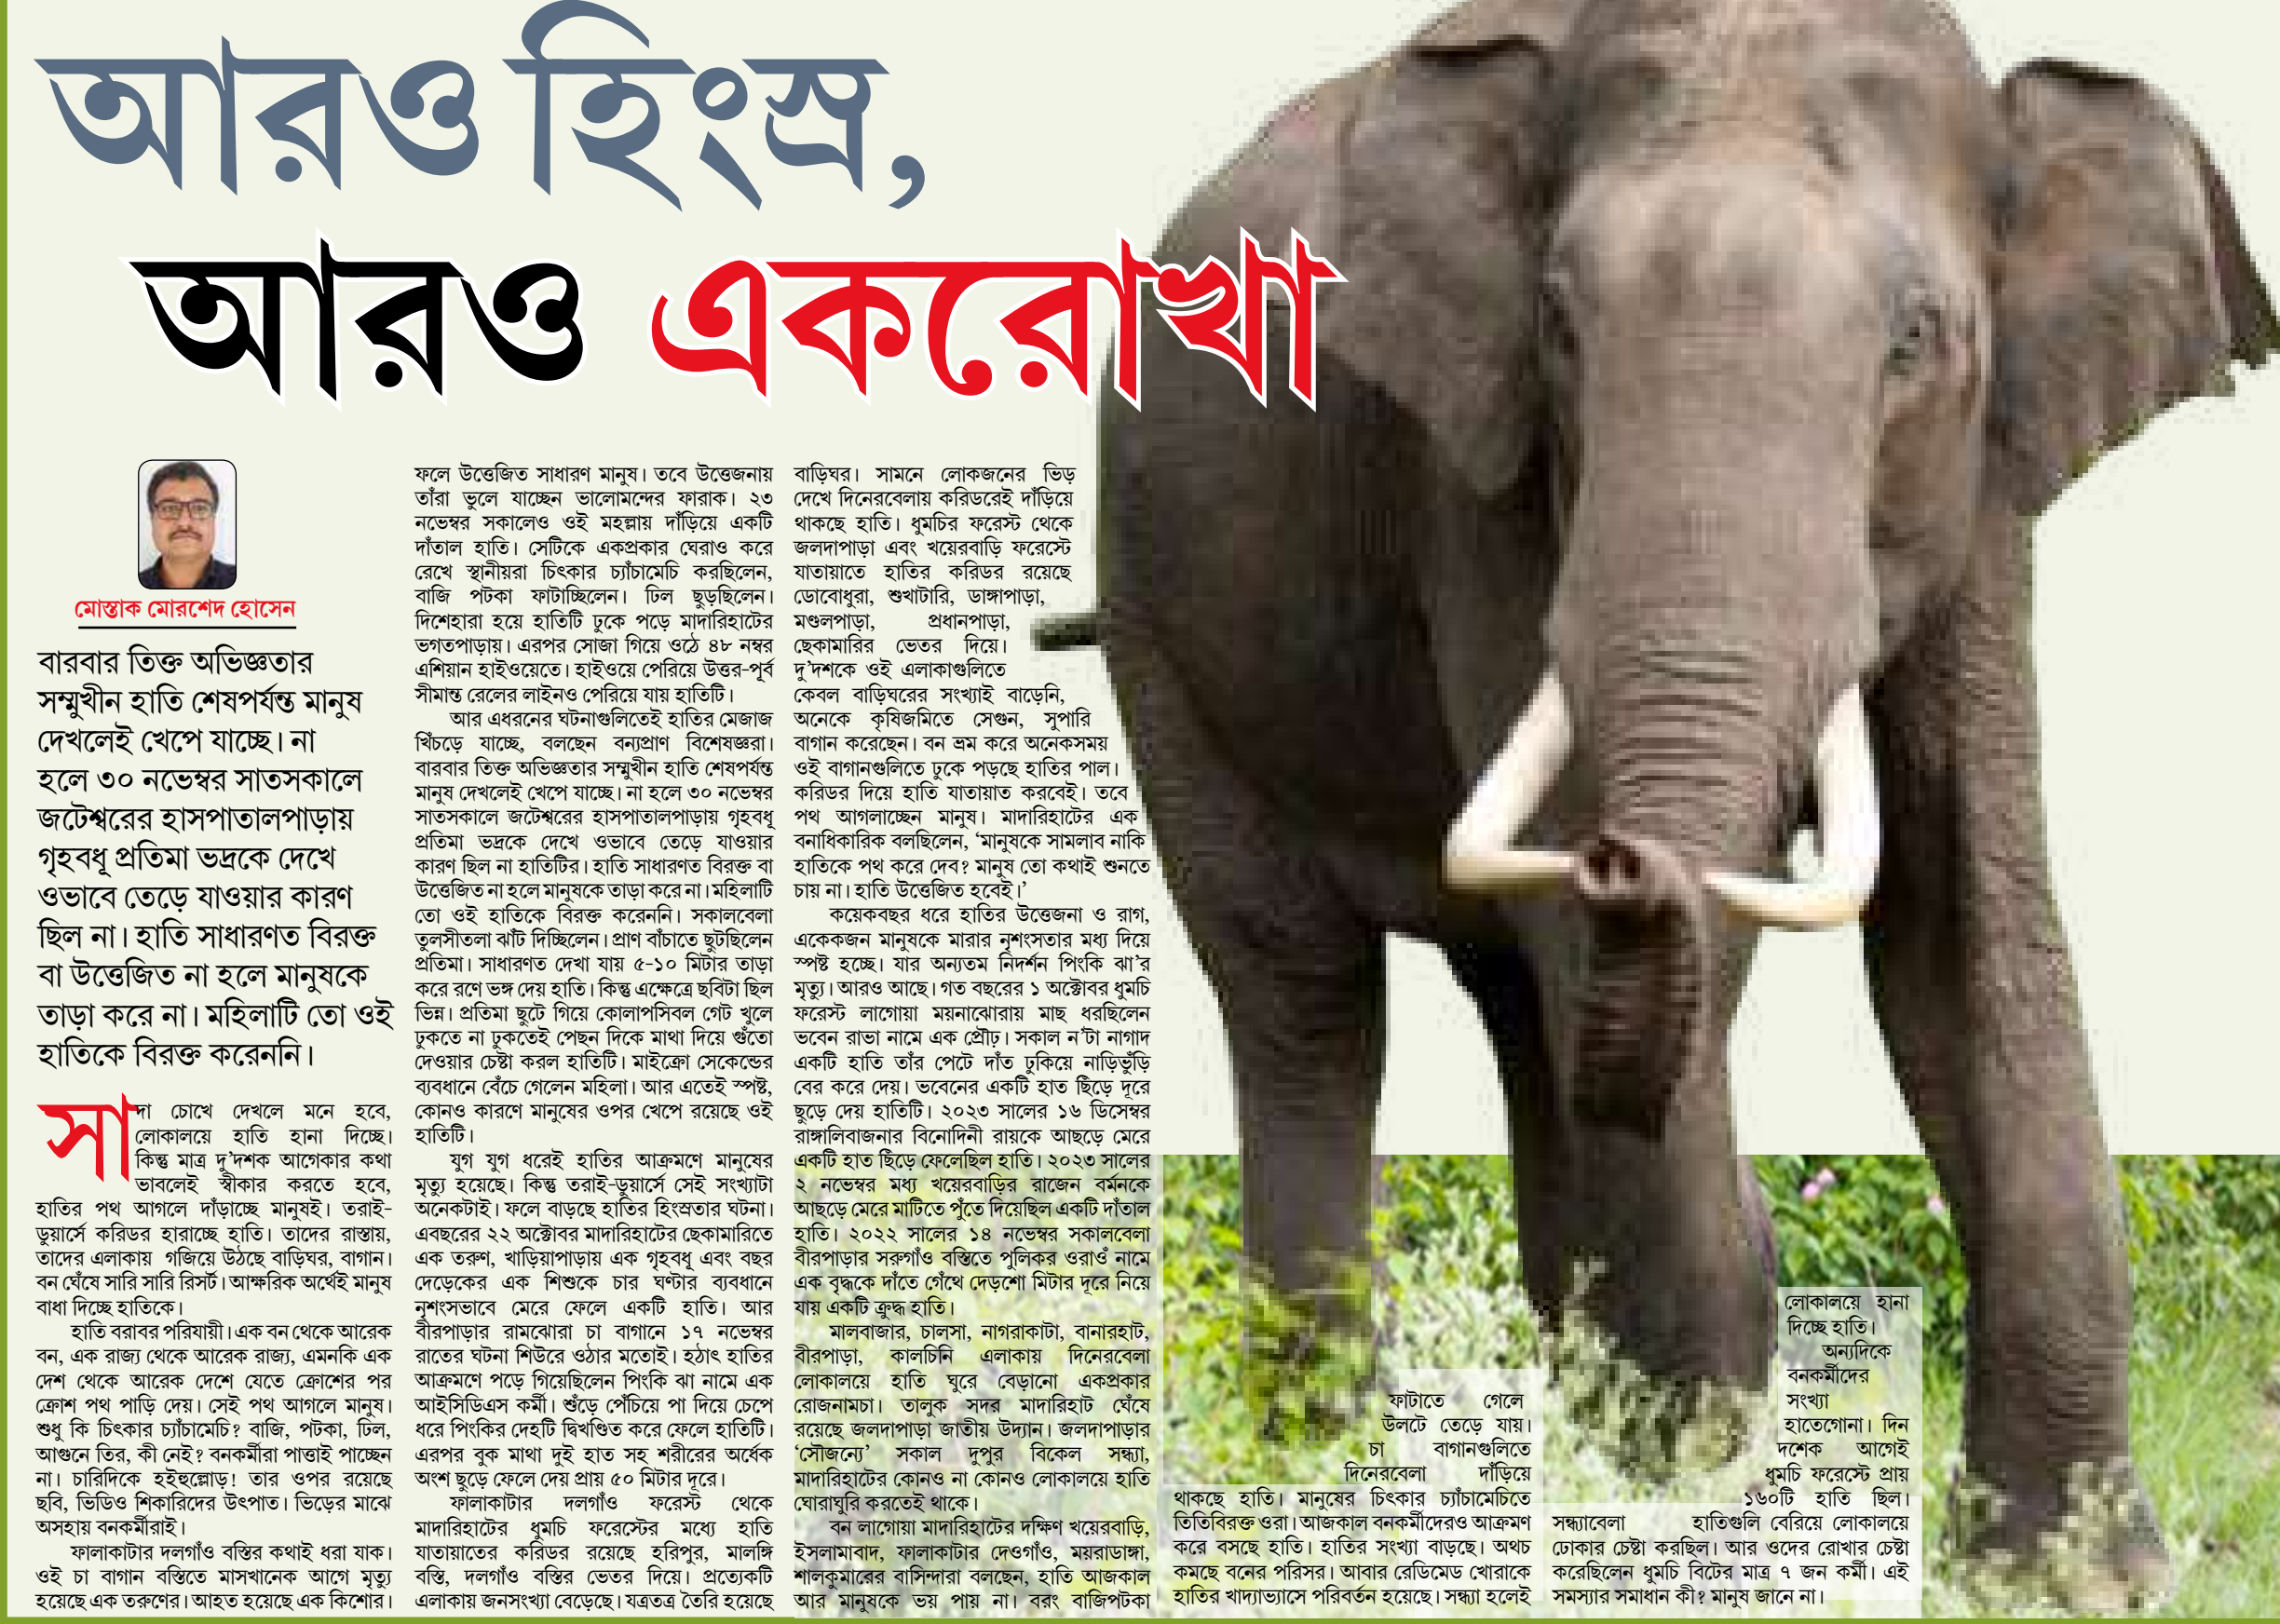 আরও হিংস্র,
আরও একরোখা
মোস্তাক মোরশেদ হোসেন
বারবার তিক্ত অভিজ্ঞতার
সম্মুখীন হাতি শেষপর্যন্ত মানুষ
দেখলেই খেপে যাচ্ছে। না
হলে ৩০ নভেম্বর সাতসকালে
জটেশ্বরের হাসপাতালপাড়ায়
গৃহবধূ প্রতিমা ভদ্রকে দেখে
ওভাবে তেড়ে যাওয়ার কারণ
ছিল না। হাতি সাধারণত বিরক্ত
বা উত্তেজিত না হলে মানুষকে
তাড়া করে না। মহিলাটি তো ওই
হাতিকে বিরক্ত করেননি।
সাদা চোখে দেখলে মনে হবে,
লোকালয়ে হাতি হানা দিচ্ছে।
কিন্তু মাত্র দু'দশক আগেকার কথা
ভাবলেই স্বীকার করতে হবে,
হাতির পথ আগলে দাঁড়াচ্ছে মানুষই। তরাই-
ডুয়ার্সে করিডর হারাচ্ছে হাতি। তাদের রাস্তায়,
তাদের এলাকায় গজিয়ে উঠছে বাড়িঘর, বাগান।
বন ঘেঁষে সারি সারি রিসর্ট। আক্ষরিক অর্থেই মানুষ
বাধা দিচ্ছে হাতিকে।
হাতি বরাবর পরিযায়ী। এক বন থেকে আরেক
বন, এক রাজ্য থেকে আরেক রাজ্য, এমনকি এক
দেশ থেকে আরেক দেশে যেতে ক্রোশের পর
ক্রোশ পথ পাড়ি দেয়। সেই পথ আগলে মানুষ।
শুধু কি চিৎকার চ্যাঁচামেচি? বাজি, পটকা, ঢিল,
আগুনে তির, কী নেই? বনকর্মীরা পাত্তাই পাচ্ছেন
না। চারিদিকে হইহুল্লোড়! তার ওপর রয়েছে
ছবি, ভিডিও শিকারিদের উৎপাত। ভিড়ের মাঝে
অসহায় বনকর্মীরাই।
ফালাকাটার দলগাঁও বস্তির কথাই ধরা যাক।
ওই চা বাগান বস্তিতে মাসখানেক আগে মৃত্যু
হয়েছে এক তরুণের। আহত হয়েছে এক কিশোর।
ফলে উত্তেজিত সাধারণ মানুষ। তবে উত্তেজনায়
তাঁরা ভুলে যাচ্ছেন ভালোমন্দের ফারাক। ২৩
নভেম্বর সকালেও ওই মহল্লায় দাঁড়িয়ে একটি
দাঁতাল হাতি। সেটিকে একপ্রকার ঘেরাও করে
রেখে স্থানীয়রা চিৎকার চ্যাঁচামেচি করছিলেন,
বাজি পটকা ফাটাচ্ছিলেন। ঢিল ছুড়ছিলেন।
দিশেহারা হয়ে হাতিটি ঢুকে পড়ে মাদারিহাটের
ভগতপাড়ায়। এরপর সোজা গিয়ে ওঠে ৪৮ নম্বর
এশিয়ান হাইওয়েতে। হাইওয়ে পেরিয়ে উত্তর-পূর্ব
সীমান্ত রেলের লাইনও পেরিয়ে যায় হাতিটি।
আর এধরনের ঘটনাগুলিতেই হাতির মেজাজ
খিঁচড়ে যাচ্ছে, বলছেন বন্যপ্রাণ বিশেষজ্ঞরা।
বারবার তিক্ত অভিজ্ঞতার সম্মুখীন হাতি শেষপর্যন্ত
মানুষ দেখলেই খেপে যাচ্ছে। না হলে ৩০ নভেম্বর
সাতসকালে জটেশ্বরের হাসপাতালপাড়ায় গৃহবধূ
প্রতিমা ভদ্রকে দেখে ওভাবে তেড়ে যাওয়ার
কারণ ছিল না হাতিটির। হাতি সাধারণত বিরক্ত বা
উত্তেজিত না হলে মানুষকে তাড়া করে না। মহিলাটি
তো ওই হাতিকে বিরক্ত করেননি। সকালবেলা
তুলসীতলা ঝাঁট দিচ্ছিলেন। প্রাণ বাঁচাতে ছুটছিলেন
প্রতিমা। সাধারণত দেখা যায় ৫-১০ মিটার তাড়া
করে রণে ভঙ্গ দেয় হাতি। কিন্তু এক্ষেত্রে ছবিটা ছিল
ভিন্ন। প্রতিমা ছুটে গিয়ে কোলাপসিবল গেট খুলে
ঢুকতে না ঢুকতেই পেছন দিকে মাথা দিয়ে গুঁতো
দেওয়ার চেষ্টা করল হাতিটি। মাইক্রো সেকেন্ডের
ব্যবধানে বেঁচে গেলেন মহিলা। আর এতেই স্পষ্ট,
কোনও কারণে মানুষের ওপর খেপে রয়েছে ওই
হাতিটি।
যুগ যুগ ধরেই হাতির আক্রমণে মানুষের
মৃত্যু হয়েছে। কিন্তু তরাই-ডুয়ার্সে সেই সংখ্যাটা
অনেকটাই। ফলে বাড়ছে হাতির হিংস্রতার ঘটনা।
এবছরের ২২ অক্টোবর মাদারিহাটের ছেকামারিতে
এক তরুণ, খাড়িয়াপাড়ায় এক গৃহবধূ এবং বছর
দেড়েকের এক শিশুকে চার ঘণ্টার ব্যবধানে
নৃশংসভাবে মেরে ফেলে একটি হাতি। আর
বীরপাড়ার রামঝোরা চা বাগানে ১৭ নভেম্বর
রাতের ঘটনা শিউরে ওঠার মতোই। হঠাৎ হাতির
আক্রমণে পড়ে গিয়েছিলেন পিংকি ঝা নামে এক
আইসিডিএস কর্মী। শুঁড়ে পেঁচিয়ে পা দিয়ে চেপে
ধরে পিংকির দেহটি দ্বিখণ্ডিত করে ফেলে হাতিটি।
এরপর বুক মাথা দুই হাত সহ শরীরের অর্ধেক
অংশ ছুড়ে ফেলে দেয় প্রায় ৫০ মিটার দূরে।
ফালাকাটার দলগাঁও ফরেস্ট থেকে
মাদারিহাটের ধুমচি ফরেস্টের মধ্যে হাতি
যাতায়াতের করিডর রয়েছে হরিপুর, মালঙ্গি
বস্তি, দলগাঁও বস্তির ভেতর দিয়ে। প্রত্যেকটি
এলাকায় জনসংখ্যা বেড়েছে। যত্রতত্র তৈরি হয়েছে
বাড়িঘর। সামনে লোকজনের ভিড়
দেখে দিনেরবেলায় করিডরেই দাঁড়িয়ে
থাকছে হাতি। ধুমচির ফরেস্ট থেকে
জলদাপাড়া এবং খয়েরবাড়ি ফরেস্টে
যাতায়াতে হাতির করিডর রয়েছে
ডোবোধুরা, শুখাটারি, ডাঙ্গাপাড়া,
মণ্ডলপাড়া, প্রধানপাড়া,
ছেকামারির ভেতর দিয়ে।
দু'দশকে ওই এলাকাগুলিতে
কেবল বাড়িঘরের সংখ্যাই বাড়েনি,
অনেকে কৃষিজমিতে সেগুন, সুপারি
বাগান করেছেন। বন ভ্রম করে অনেকসময়
ওই বাগানগুলিতে ঢুকে পড়ছে হাতির পাল।
করিডর দিয়ে হাতি যাতায়াত করবেই। তবে
পথ আগলাচ্ছেন মানুষ। মাদারিহাটের এক
বনাধিকারিক বলছিলেন, 'মানুষকে সামলাব নাকি
হাতিকে পথ করে দেব? মানুষ তো কথাই শুনতে
চায় না। হাতি উত্তেজিত হবেই।'
কয়েকবছর ধরে হাতির উত্তেজনা ও রাগ,
একেকজন মানুষকে মারার নৃশংসতার মধ্য দিয়ে
স্পষ্ট হচ্ছে। যার অন্যতম নিদর্শন পিংকি ঝা'র
মৃত্যু। আরও আছে। গত বছরের ১ অক্টোবর ধুমচি
ফরেস্ট লাগোয়া ময়নাঝোরায় মাছ ধরছিলেন
ভবেন রাভা নামে এক প্রৌঢ়। সকাল ন'টা নাগাদ
একটি হাতি তাঁর পেটে দাঁত ঢুকিয়ে নাড়িভুঁড়ি
বের করে দেয়। ভবেনের একটি হাত ছিঁড়ে দূরে
ছুড়ে দেয় হাতিটি। ২০২৩ সালের ১৬ ডিসেম্বর
রাঙ্গালিবাজনার বিনোদিনী রায়কে আছড়ে মেরে
একটি হাত ছিঁড়ে ফেলেছিল হাতি। ২০২৩ সালের
২ নভেম্বর মধ্য খয়েরবাড়ির রাজেন বর্মনকে
আছড়ে মেরে মাটিতে পুঁতে দিয়েছিল একটি দাঁতাল
হাতি। ২০২২ সালের ১৪ নভেম্বর সকালবেলা
বীরপাড়ার সরুগাঁও বস্তিতে পুলিকর ওরাওঁ নামে
এক বৃদ্ধকে দাঁতে গেঁথে দেড়শো মিটার দূরে নিয়ে
যায় একটি ক্রুদ্ধ হাতি।
মালবাজার, চালসা, নাগরাকাটা, বানারহাট,
বীরপাড়া, কালচিনি এলাকায় দিনেরবেলা
লোকালয়ে হাতি ঘুরে বেড়ানো একপ্রকার
রোজনামচা। তালুক সদর মাদারিহাট ঘেঁষে
রয়েছে জলদাপাড়া জাতীয় উদ্যান। জলদাপাড়ার
'সৌজন্যে' সকাল দুপুর বিকেল সন্ধ্যা,
মাদারিহাটের কোনও না কোনও লোকালয়ে হাতি
ঘোরাঘুরি করতেই থাকে।
বন লাগোয়া মাদারিহাটের দক্ষিণ খয়েরবাড়ি,
ইসলামাবাদ, ফালাকাটার দেওগাঁও, ময়রাডাঙ্গা,
শালকুমারের বাসিন্দারা বলছেন, হাতি আজকাল
আর মানুষকে ভয় পায় না। বরং বাজিপটকা
ফাটাতে গেলে
উলটে তেড়ে যায়।
চা বাগানগুলিতে
দিনেরবেলা দাঁড়িয়ে
থাকছে হাতি। মানুষের চিৎকার চ্যাঁচামেচিতে
তিতিবিরক্ত ওরা। আজকাল বনকর্মীদেরও আক্রমণ
করে বসছে হাতি। হাতির সংখ্যা বাড়ছে। অথচ
কমছে বনের পরিসর। আবার রেডিমেড খোরাকে
হাতির খাদ্যাভ্যাসে পরিবর্তন হয়েছে। সন্ধ্যা হলেই
লোকালয়ে হানা
দিচ্ছে হাতি।
অন্যদিকে
বনকর্মীদের
সংখ্যা
হাতেগোনা। দিন
দশেক আগেই
ধুমচি ফরেস্টে প্রায়
১৬০টি হাতি ছিল।
সন্ধ্যাবেলা হাতিগুলি বেরিয়ে লোকালয়ে
ঢোকার চেষ্টা করছিল। আর ওদের রোখার চেষ্টা
করেছিলেন ধুমচি বিটের মাত্র ৭ জন কর্মী। এই
সমস্যার সমাধান কী? মানুষ জানে না।